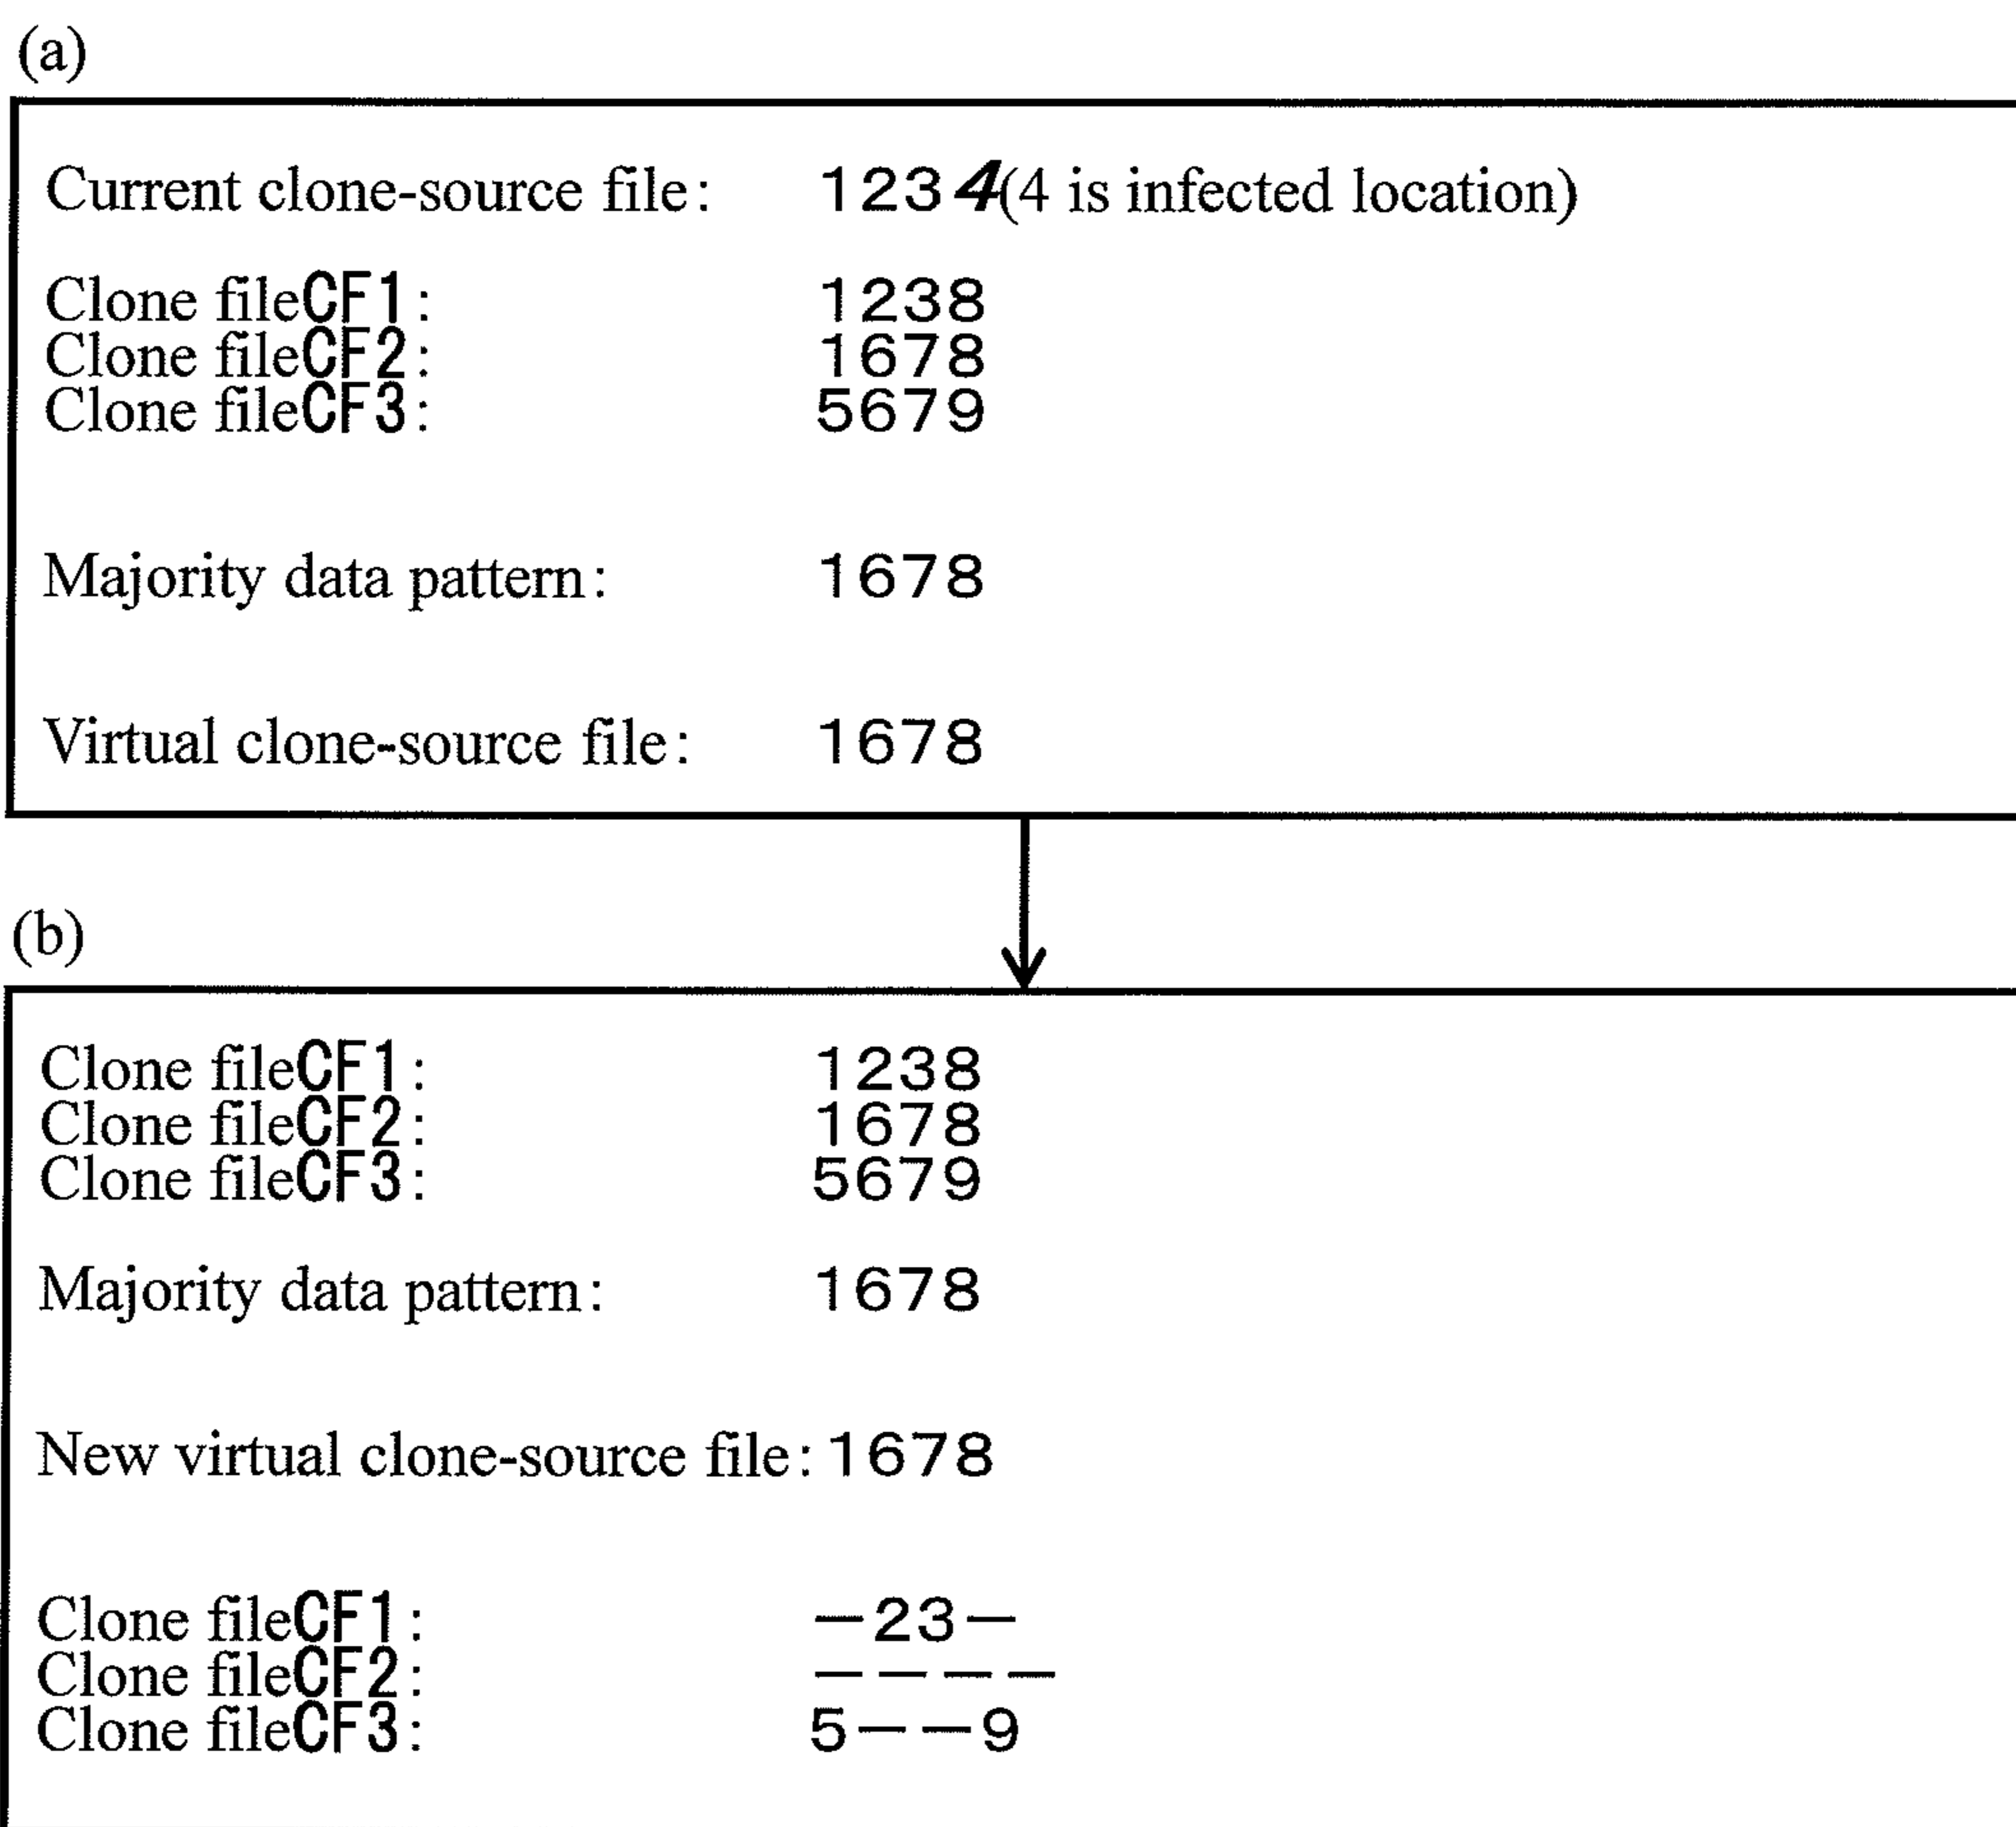 (a)
Current clone-source file: 1234(4 is infected location)
Clone fileCF1: 1238
Clone fileCF2: 1678
Clone fileCF3: 5679
Majority data pattern: 1678
Virtual clone-source file: 1678
(b)
Clone fileCF1: 1238
Clone fileCF2: 1678
Clone fileCF3: 5679
Majority data pattern: 1678
New virtual clone-source file: 1678
Clone fileCF1: —23—
Clone fileCF2: ————
Clone fileCF3: 5——9